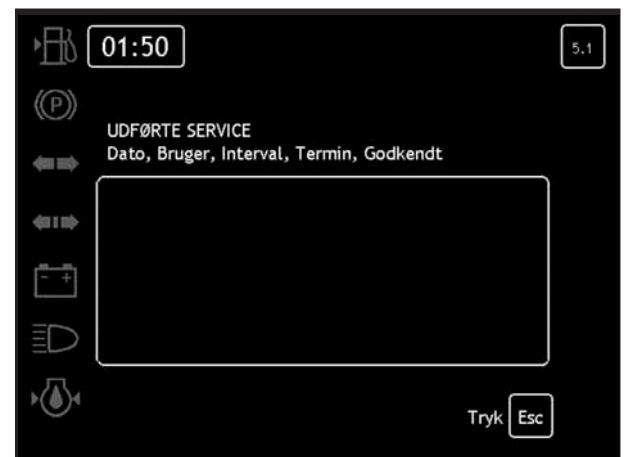 01:50
5.1
(P)
UDFØRTE SERVICE
Dato, Bruger, Interval, Termin, Godkendt
- +
Tryk Esc